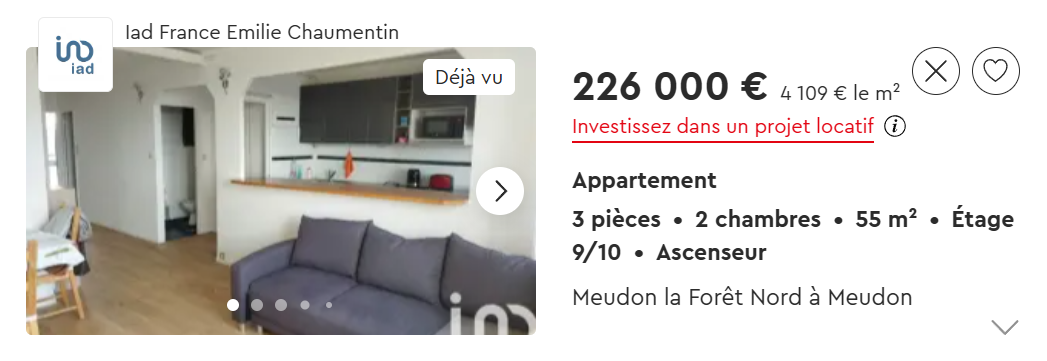 Iad France Emilie Chaumentin
iad
Déjà vu
226 000 € 4 109 € le m²
Investissez dans un projet locatif
Appartement
3 pièces • 2 chambres • 55 m² • Étage
9/10 • Ascenseur
Meudon la Forêt Nord à Meudon